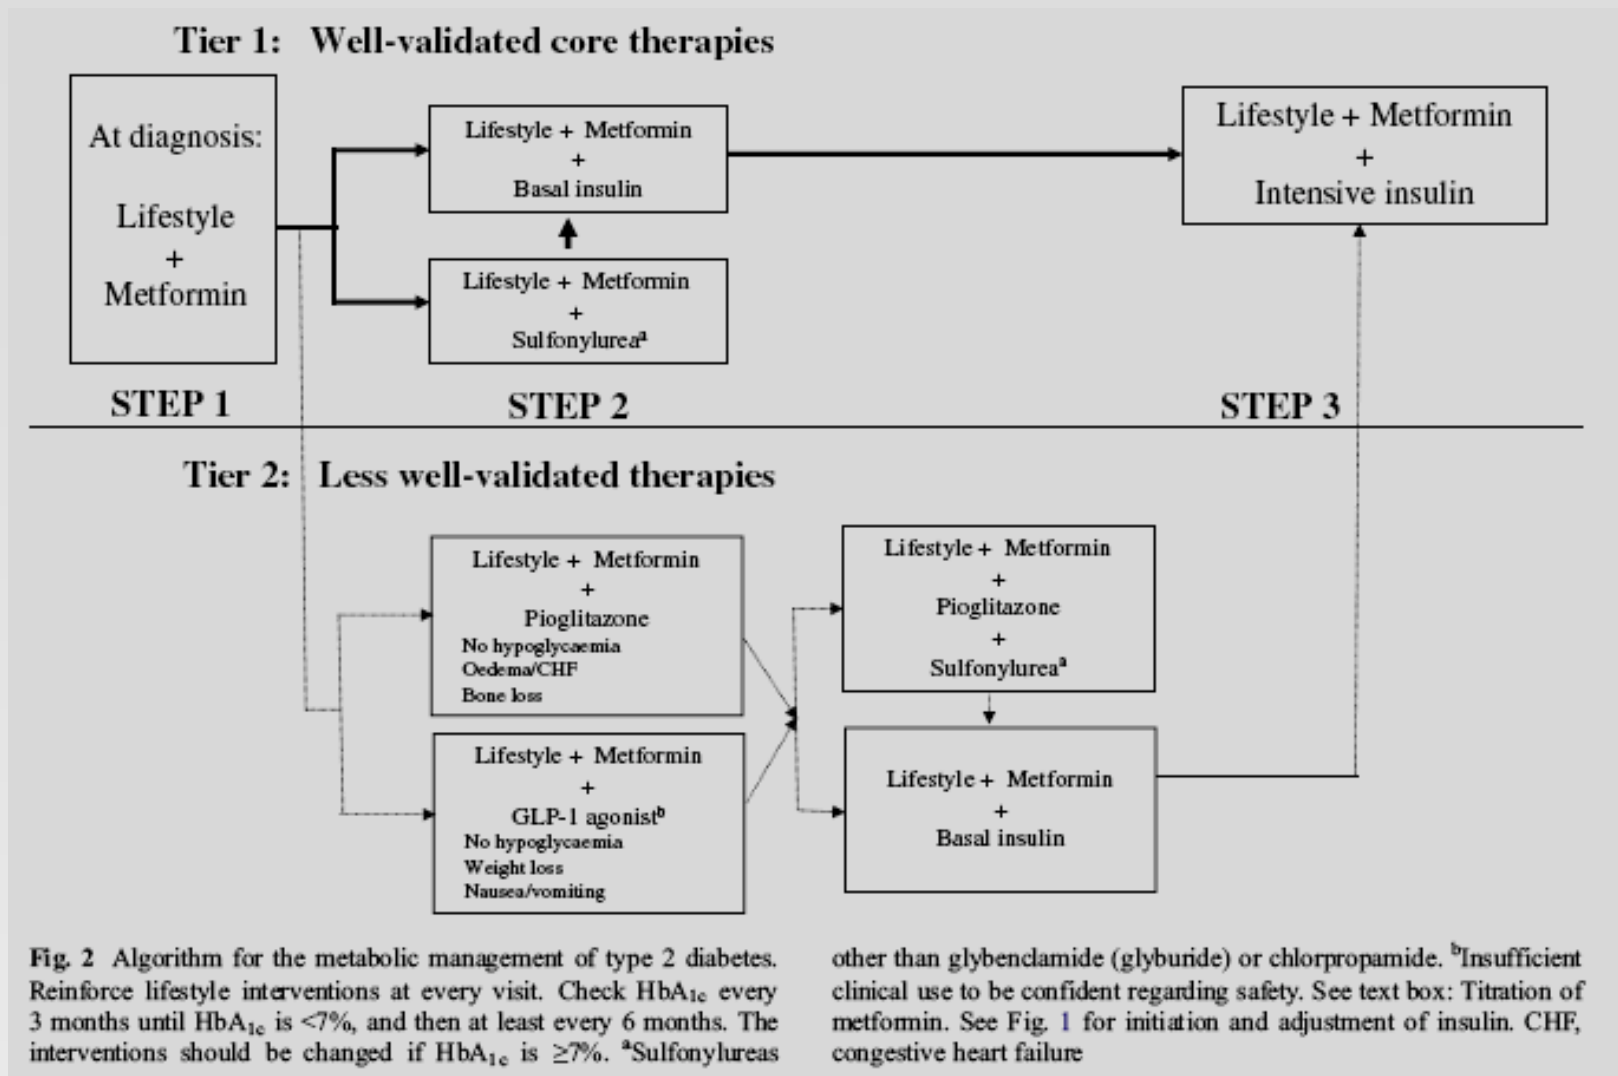 Tier 1: Well-validated core therapies
At diagnosis:
Lifestyle
+
Metformin
Lifestyle + Metformin
+
Basal insulin
Lifestyle + Metformin
+
Sulfonylureaᵃ
Lifestyle + Metformin
+
Intensive insulin
STEP 1
STEP 2
STEP 3
Tier 2: Less well-validated therapies
Lifestyle + Metformin
+
Pioglitazone
No hypoglycaemia
Oedema/CHF
Bone loss
Lifestyle + Metformin
+
GLP-1 agonistᵇ
No hypoglycaemia
Weight loss
Nausea/vomiting
Lifestyle + Metformin
+
Pioglitazone
+
Sulfonylureaᵃ
Lifestyle + Metformin
+
Basal insulin
Fig. 2 Algorithm for the metabolic management of type 2 diabetes.
Reinforce lifestyle interventions at every visit. Check HbA₁c every
3 months until HbA₁c is <7%, and then at least every 6 months. The
interventions should be changed if HbA₁c is ≥7%. ᵃSulfonylureas
other than glybenclamide (glyburide) or chlorpropamide. ᵇInsufficient
clinical use to be confident regarding safety. See text box: Titration of
metformin. See Fig. 1 for initiation and adjustment of insulin. CHF,
congestive heart failure